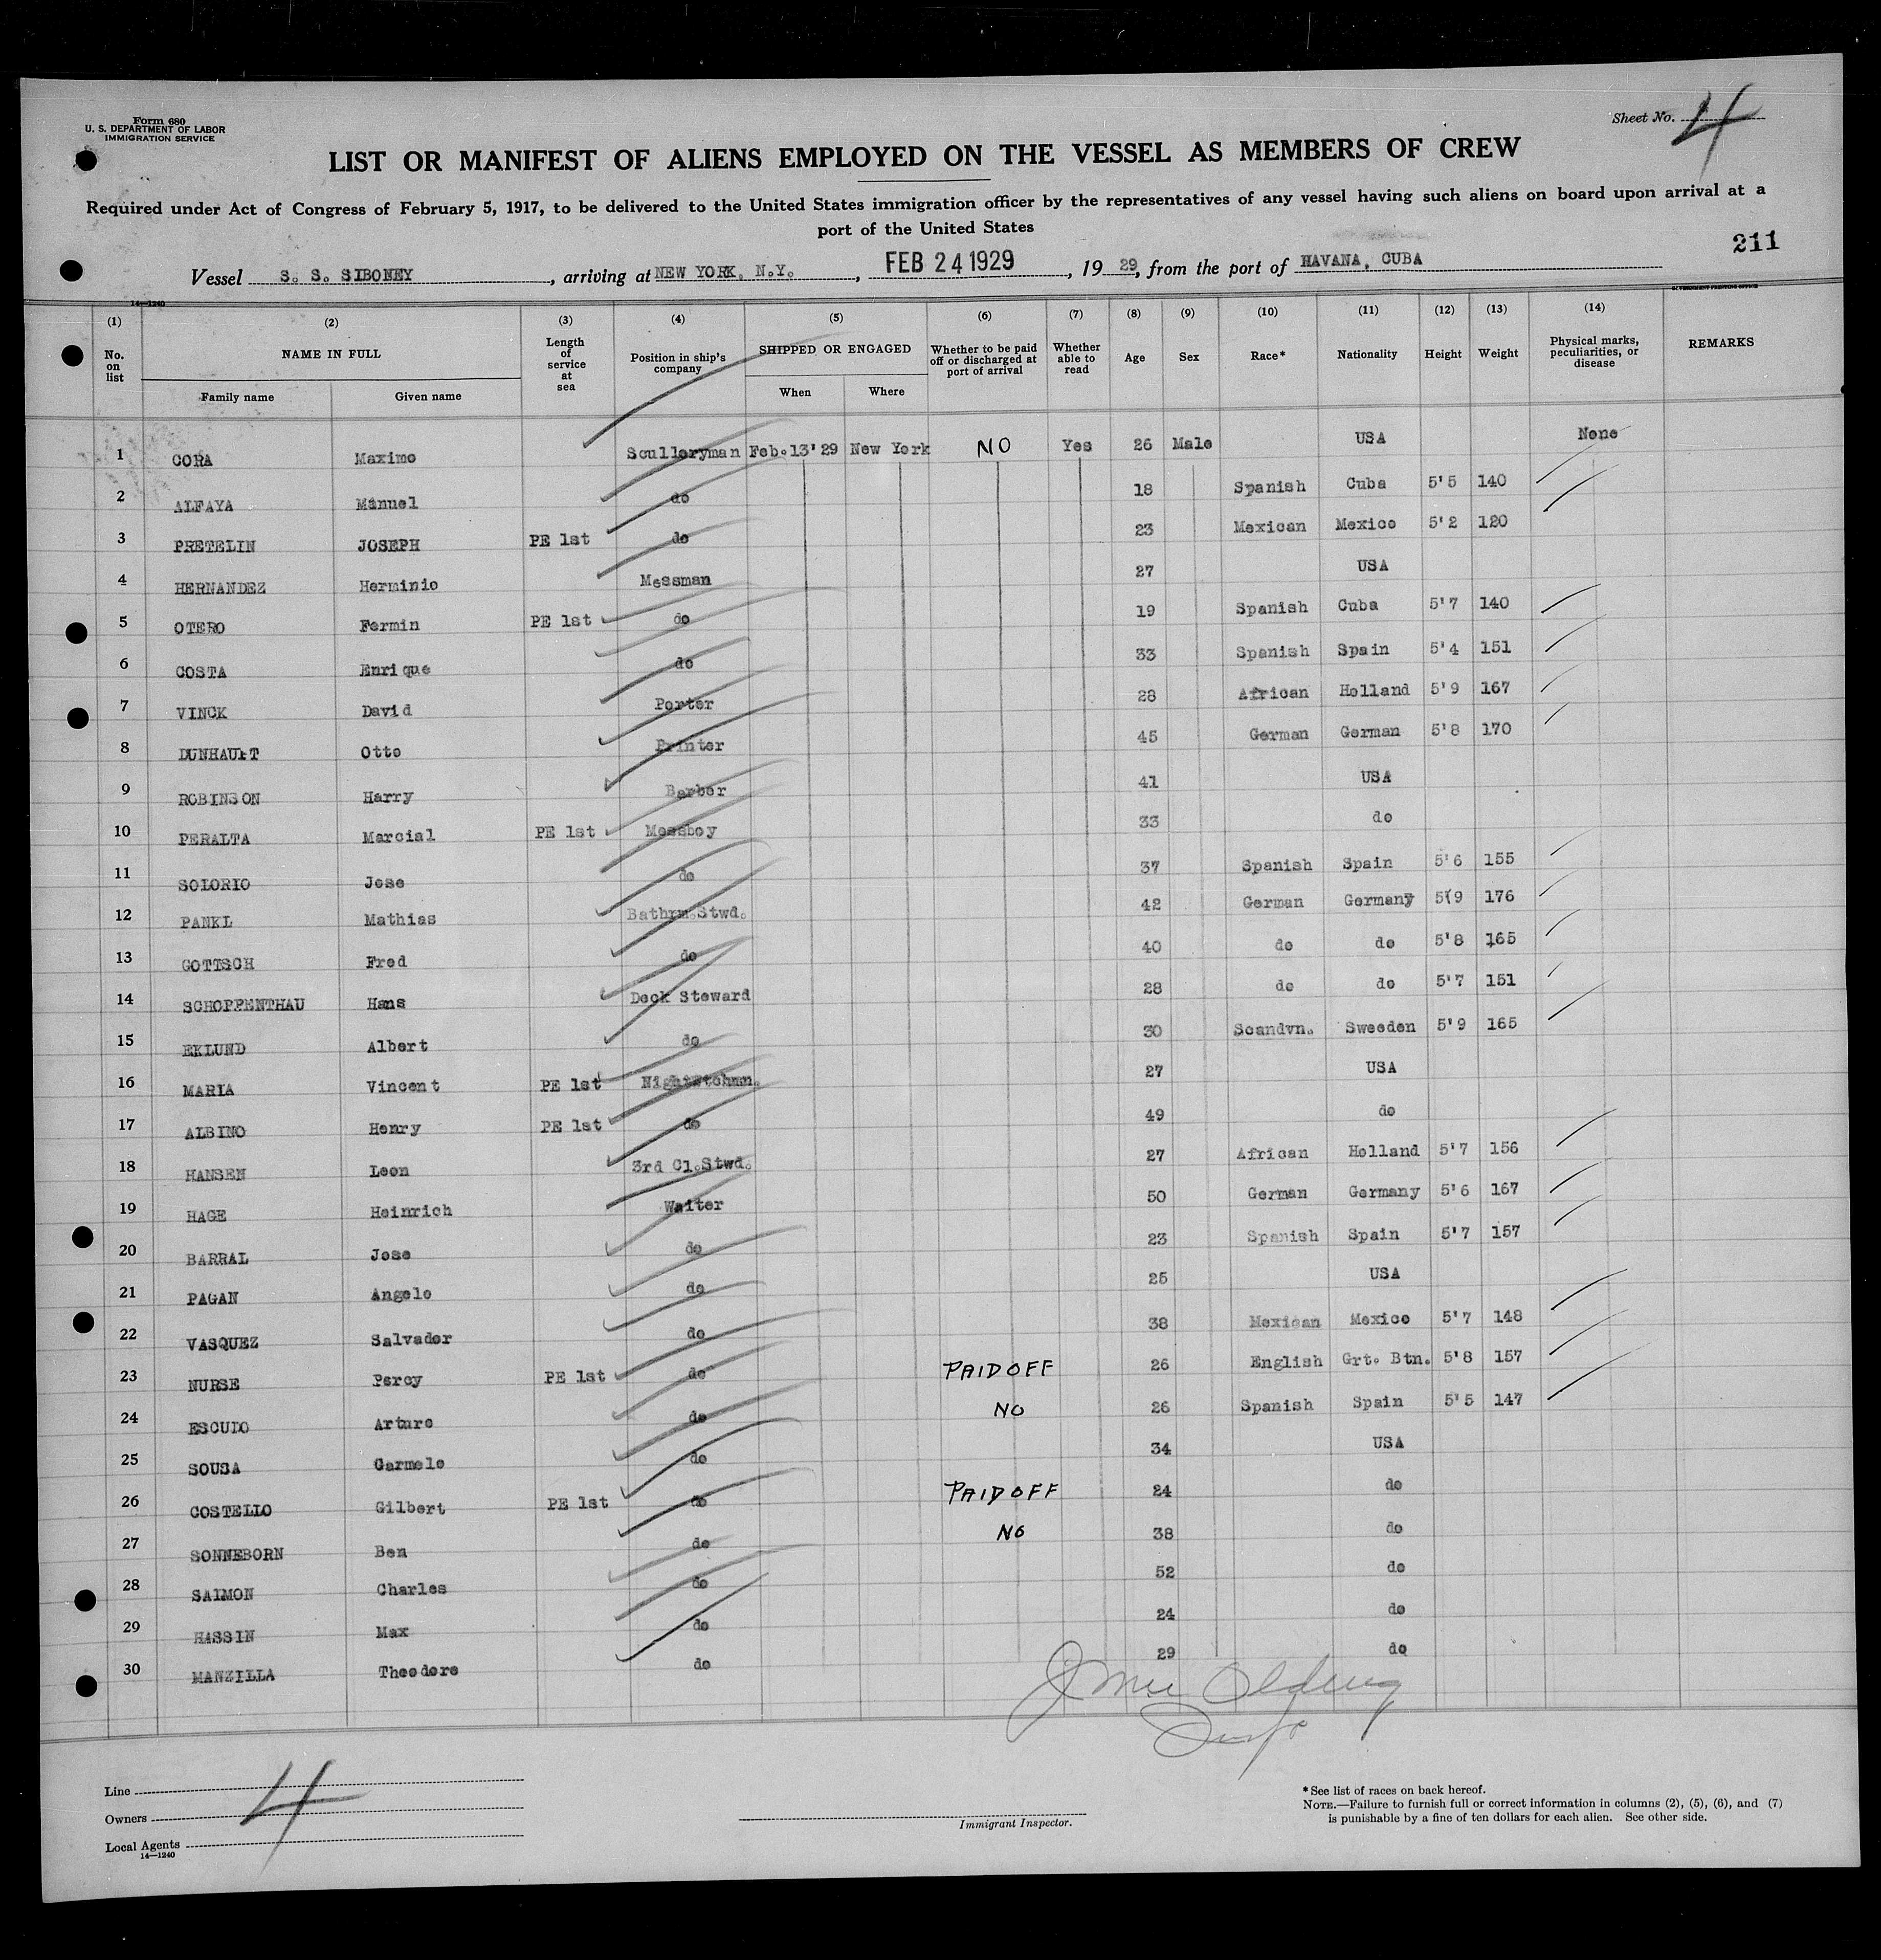 Form 680
U. S. DEPARTMENT OF LABOR
IMMIGRATION SERVICE
Sheet No. 4
LIST OR MANIFEST OF ALIENS EMPLOYED ON THE VESSEL AS MEMBERS OF CREW
Required under Act of Congress of February 5, 1917, to be delivered to the United States immigration officer by the representatives of any vessel having such aliens on board upon arrival at a
port of the United States
211
Vessel S. S. SIBONEY, arriving at NEW YORK, N.Y., FEB 24 1929, 19 29, from the port of HAVANA, CUBA
14—1240 GOVERNMENT PRINTING OFFICE
(1) (2) (3) (4) (5) (6) (7) (8) (9) (10) (11) (12) (13) (14)
No. on list NAME IN FULL Length of service at sea Position in ship's company SHIPPED OR ENGAGED Whether to be paid off or discharged at port of arrival Whether able to read Age Sex Race* Nationality Height Weight Physical marks, peculiarities, or disease REMARKS
Family name Given name When Where
1 CORA Maximo Sculleryman Feb.13'29 New York NO Yes 26 Male USA None
2 ALFAYA Manuel do 18 Spanish Cuba 5'5 140
3 PRETELIN JOSEPH PE 1st do 23 Mexican Mexico 5'2 120
4 HERNANDEZ Herminio Messman 27 USA
5 OTERO Fermin PE 1st do 19 Spanish Cuba 5'7 140
6 COSTA Enrique do 33 Spanish Spain 5'4 151
7 VINCK David Porter 28 African Holland 5'9 167
8 DUNHAUPT Otto Printer 45 German German 5'8 170
9 ROBINSON Harry Barber 41 USA
10 PERALTA Marcial PE 1st Messboy 33 do
11 SOLORIO Jose do 37 Spanish Spain 5'6 155
12 PANKL Mathias Bathrm.Stwd. 42 German Germany 5(9 176
13 GOTTSCH Fred do 40 do do 5'8 165
14 SCHOPPENTHAU Hans Deck Steward 28 do do 5'7 151
15 EKLUND Albert do 30 Scandvn. Sweeden 5'9 165
16 MARIA Vincent PE 1st Nightwtchmn. 27 USA
17 ALBINO Henry PE 1st do 49 do
18 HANSEN Leon 3rd Cl.Stwd. 27 African Holland 5'7 156
19 HAGE Heinrich Waiter 50 German Germany 5'6 167
20 BARRAL Jose do 23 Spanish Spain 5'7 157
21 PAGAN Angelo do 25 USA
22 VASQUEZ Salvador do 38 Mexican Mexico 5'7 148
23 NURSE Percy PE 1st do PAID OFF 26 English Grt. Btn. 5'8 157
24 ESCUDO Arturo do NO 26 Spanish Spain 5'5 147
25 SOUSA Carmelo do 34 USA
26 COSTELLO Gilbert PE 1st do PAID OFF 24 do
27 SONNEBORN Ben do NO 38 do
28 SALMON Charles do 52 do
29 HASSIN Max do 24 do
30 MANZILLA Theodore do 29 do
Line
Owners 4
Local Agents
14—1240
Immigrant Inspector.
*See list of races on back hereof.
NOTE.—Failure to furnish full or correct information in columns (2), (5), (6), and (7)
is punishable by a fine of ten dollars for each alien. See other side.